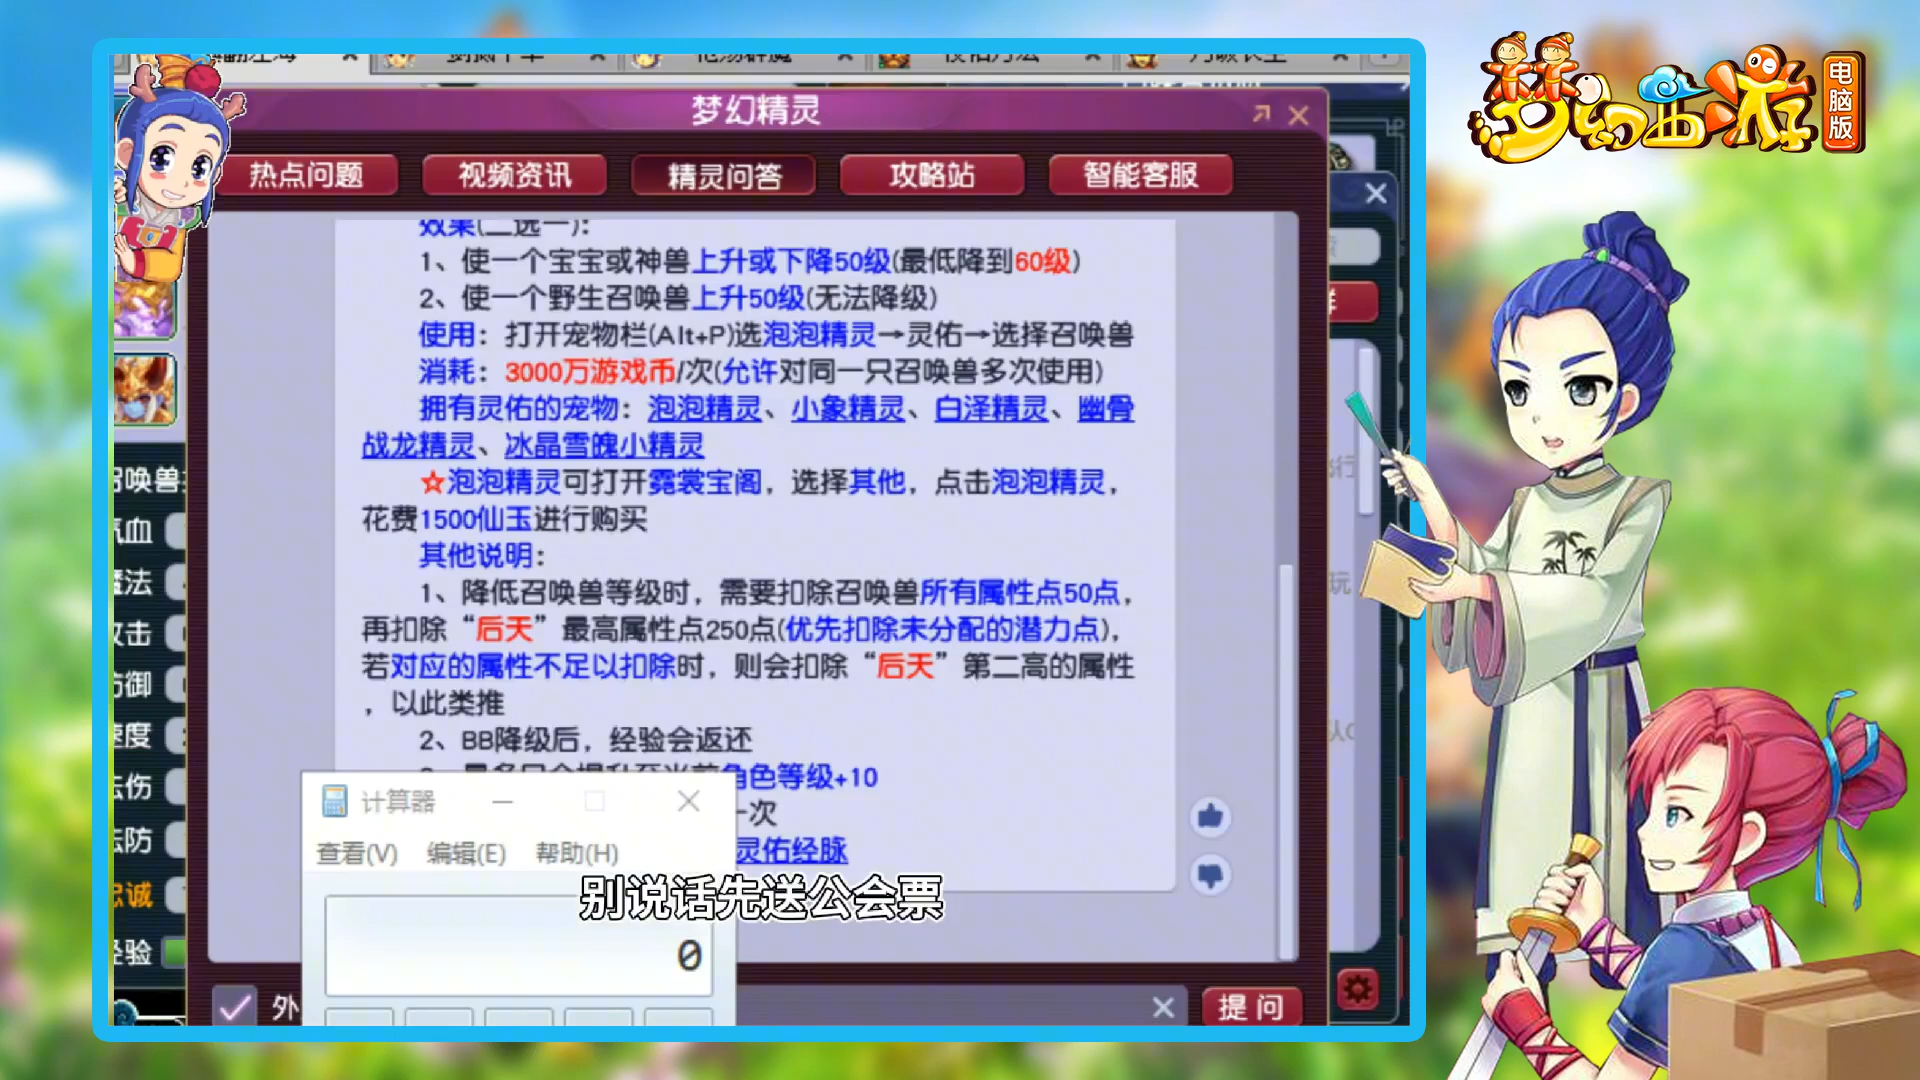 梦幻西游
电脑版
梦幻精灵
热点问题
视频资讯
精灵问答
攻略站
智能客服
效果(二选一):
1、使一个宝宝或神兽上升或下降50级(最低降到60级)
2、使一个野生召唤兽上升50级(无法降级)
使用：打开宠物栏(Alt+P)选泡泡精灵→灵佑→选择召唤兽
消耗：3000万游戏币/次(允许对同一只召唤兽多次使用)
拥有灵佑的宠物：泡泡精灵、小象精灵、白泽精灵、幽骨
战龙精灵、冰晶雪魄小精灵
☆泡泡精灵可打开霓裳宝阁，选择其他，点击泡泡精灵，
花费1500仙玉进行购买
其他说明：
1、降低召唤兽等级时，需要扣除召唤兽所有属性点50点，
再扣除“后天”最高属性点250点(优先扣除未分配的潜力点)，
若对应的属性不足以扣除时，则会扣除“后天”第二高的属性
，以此类推
2、BB降级后，经验会返还
角色等级+10
一次
灵佑经脉
召唤兽
气血
魔法
攻击
防御
速度
法伤
法防
忠诚
经验
计算器
查看(V)
编辑(E)
帮助(H)
0
别说话先送公会票
外
提问